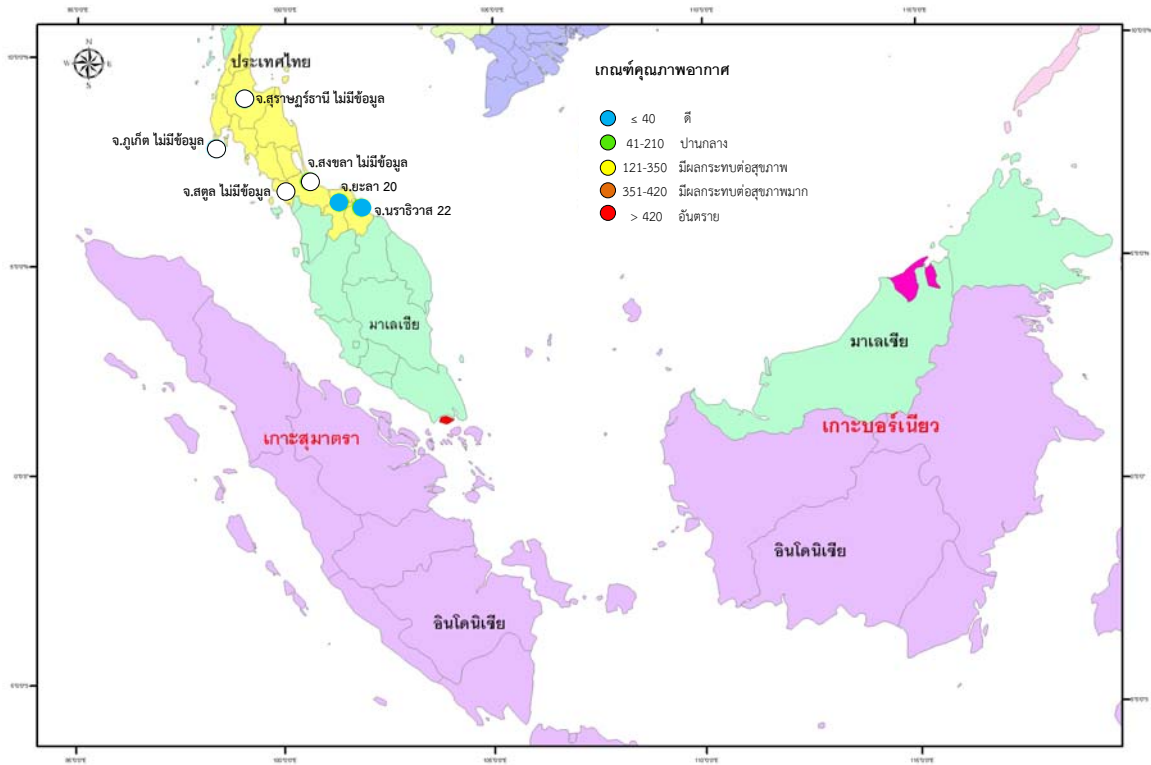 ประเทศไทย
จ.สุราษฎร์ธานี ไม่มีข้อมูล
จ.ภูเก็ต ไม่มีข้อมูล
จ.สงขลา ไม่มีข้อมูล
จ.สตูล ไม่มีข้อมูล
จ.ยะลา 20
จ.นราธิวาส 22
เกณฑ์คุณภาพอากาศ
≤ 40 ดี
41-210 ปานกลาง
121-350 มีผลกระทบต่อสุขภาพ
351-420 มีผลกระทบต่อสุขภาพมาก
> 420 อันตราย
N
W
E
S
มาเลเซีย
มาเลเซีย
เกาะสุมาตรา
เกาะบอร์เนียว
อินโดนิเซีย
อินโดนิเซีย